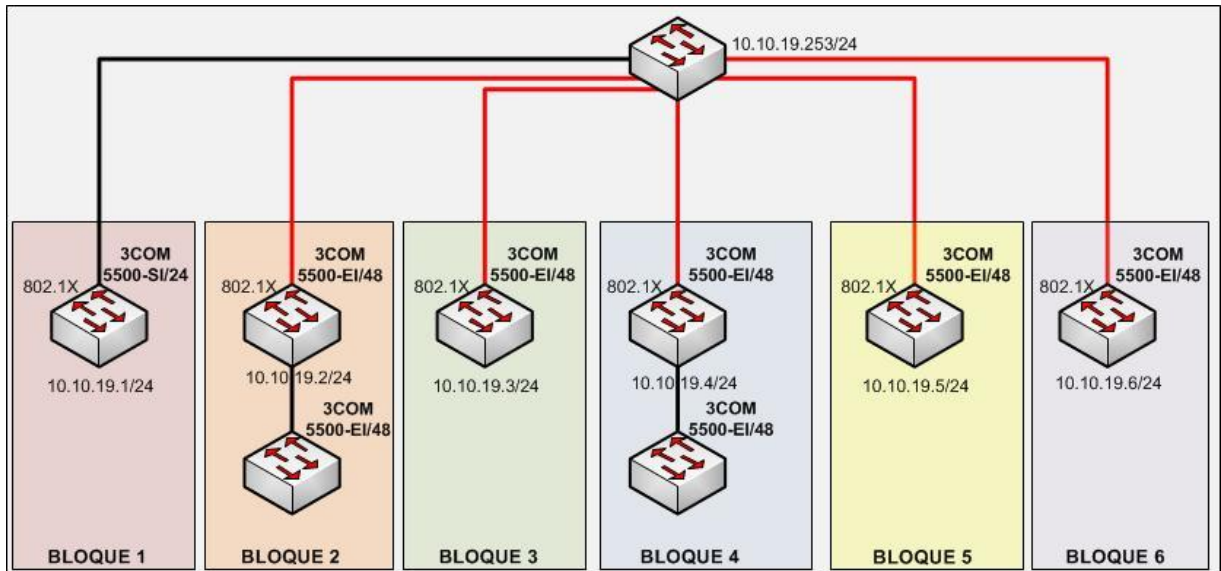 10.10.19.253/24
3COM
5500-SI/24
802.1X
10.10.19.1/24
BLOQUE 1
3COM
5500-EI/48
802.1X
10.10.19.2/24
3COM
5500-EI/48
BLOQUE 2
3COM
5500-EI/48
802.1X
10.10.19.3/24
BLOQUE 3
3COM
5500-EI/48
802.1X
10.10.19.4/24
3COM
5500-EI/48
BLOQUE 4
3COM
5500-EI/48
802.1X
10.10.19.5/24
BLOQUE 5
3COM
5500-EI/48
802.1X
10.10.19.6/24
BLOQUE 6